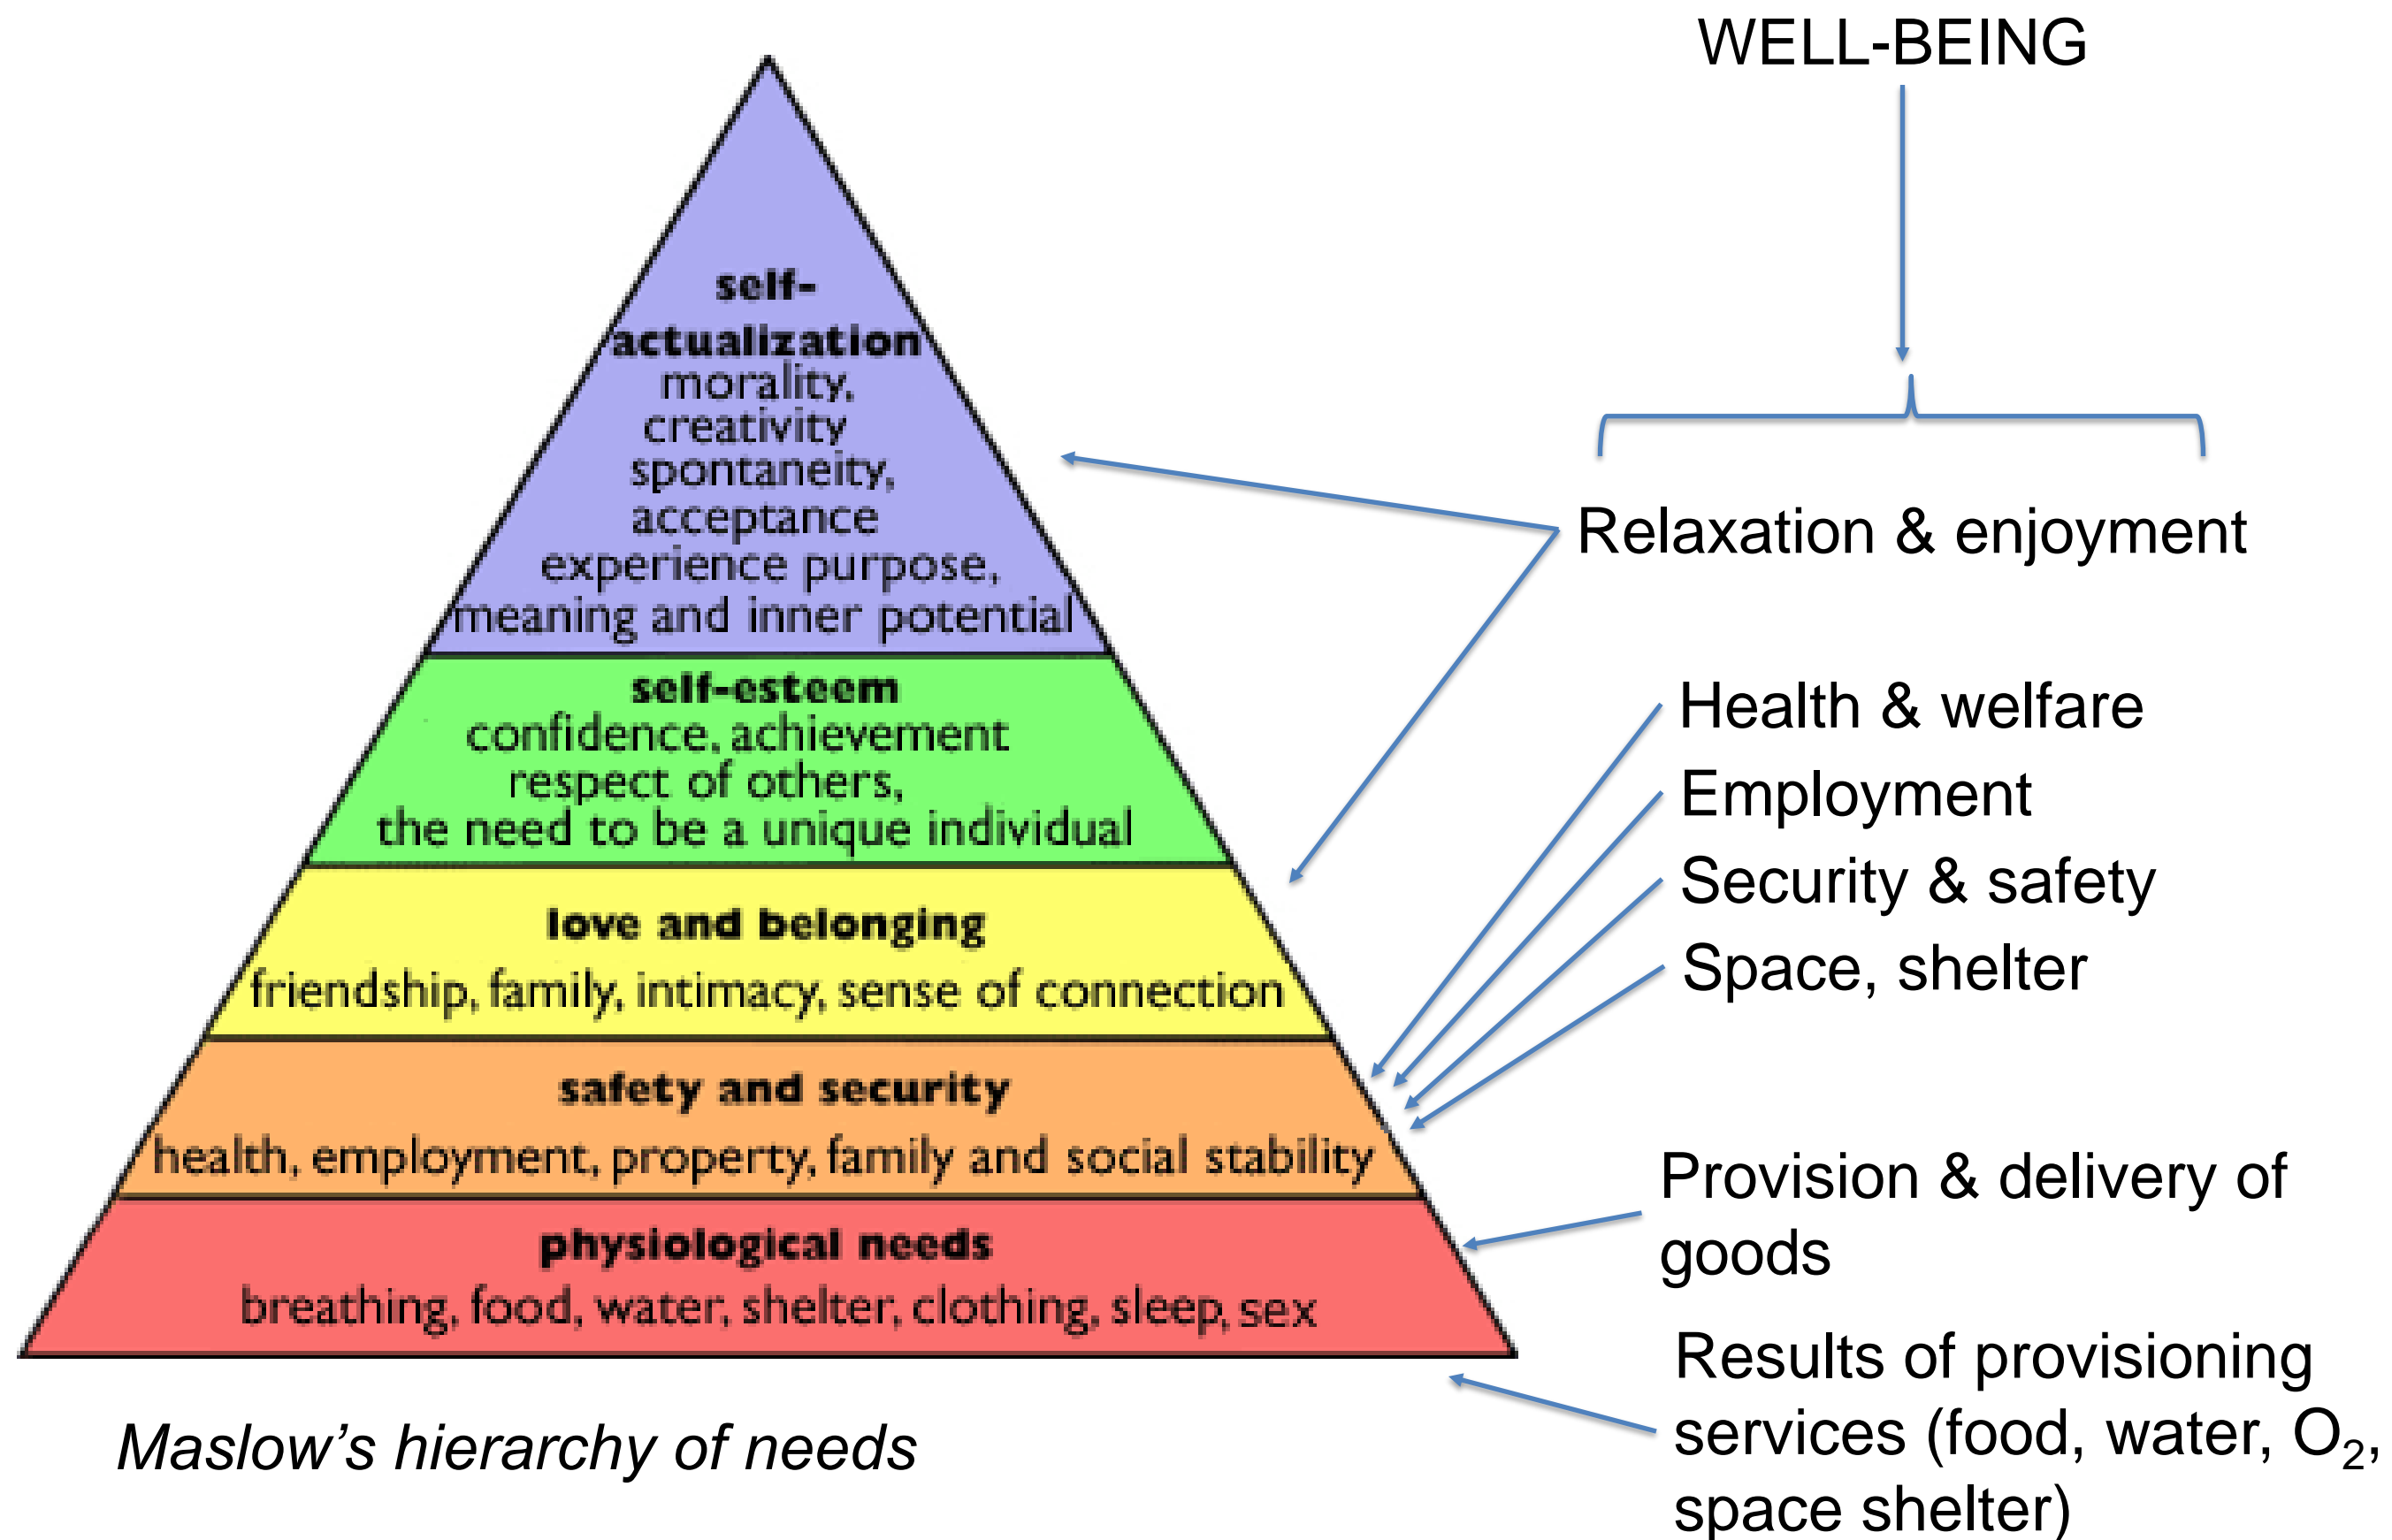 WELL-BEING
self-
actualization
morality,
creativity
spontaneity,
acceptance
experience purpose,
meaning and inner potential
self-esteem
confidence, achievement
respect of others,
the need to be a unique individual
love and belonging
friendship, family, intimacy, sense of connection
safety and security
health, employment, property, family and social stability
physiological needs
breathing, food, water, shelter, clothing, sleep, sex
Maslow’s hierarchy of needs
Relaxation & enjoyment
Health & welfare
Employment
Security & safety
Space, shelter
Provision & delivery of
goods
Results of provisioning
services (food, water, O₂,
space shelter)